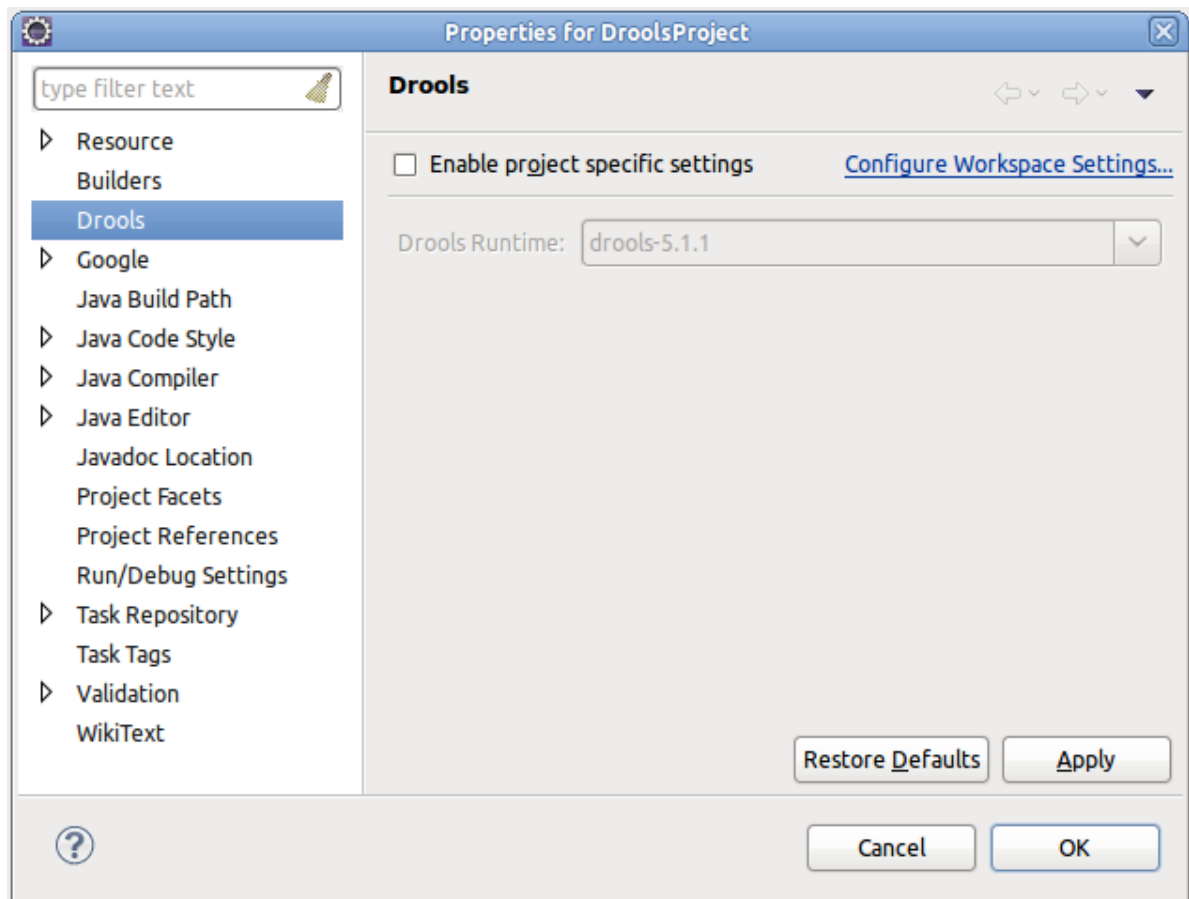 Properties for DroolsProject
type filter text
Resource
Builders
Drools
Google
Java Build Path
Java Code Style
Java Compiler
Java Editor
Javadoc Location
Project Facets
Project References
Run/Debug Settings
Task Repository
Task Tags
Validation
WikiText
Drools
Enable project specific settings Configure Workspace Settings...
Drools Runtime: drools-5.1.1
Restore Defaults Apply
? Cancel OK